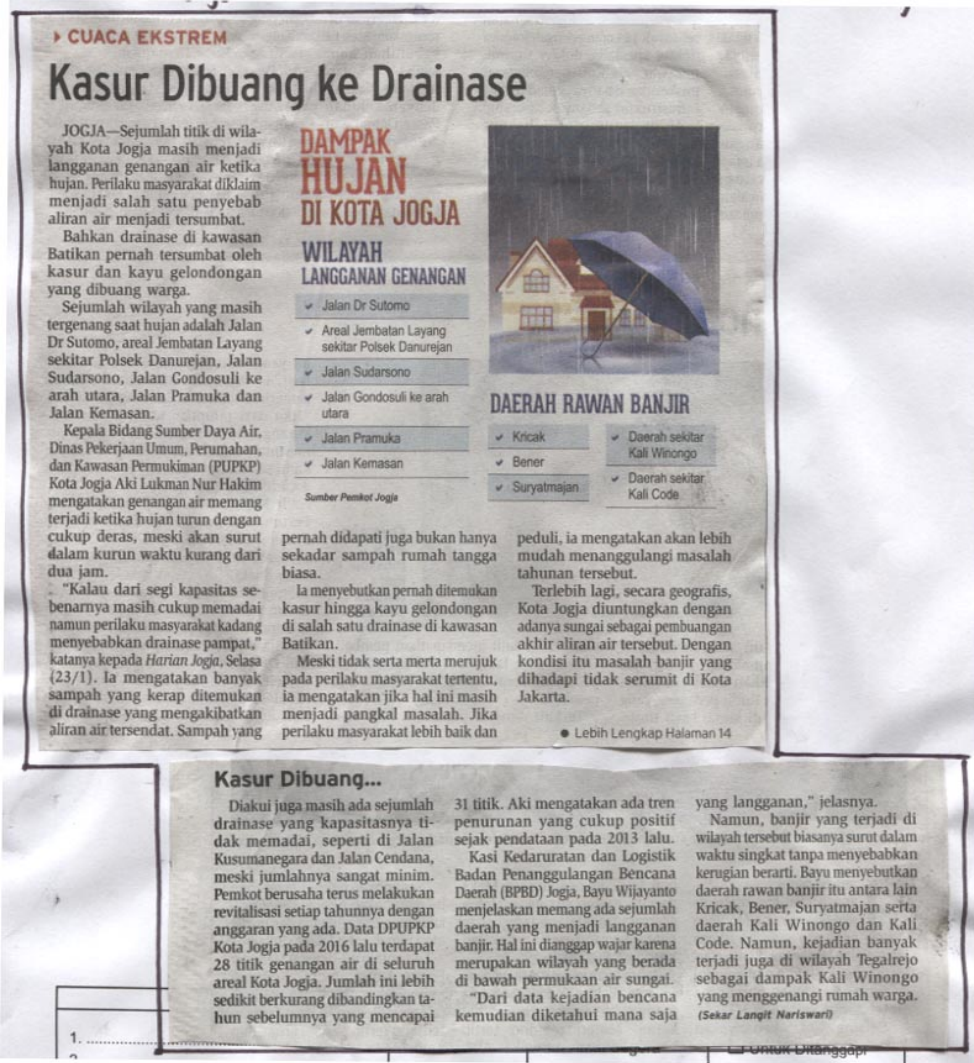 CUACA EKSTREM
Kasur Dibuang ke Drainase
JOGJA—Sejumlah titik di wila-
yah Kota Jogja masih menjadi
langganan genangan air ketika
hujan. Perilaku masyarakat diklaim
menjadi salah satu penyebab
aliran air menjadi tersumbat.
Bahkan drainase di kawasan
Batikan pernah tersumbat oleh
kasur dan kayu gelondongan
yang dibuang warga.
Sejumlah wilayah yang masih
tergenang saat hujan adalah Jalan
Dr Sutomo, areal Jembatan Layang
sekitar Polsek Danurejan, Jalan
Sudarsono, Jalan Gondosuli ke
arah utara, Jalan Pramuka dan
Jalan Kemasan.
Kepala Bidang Sumber Daya Air,
Dinas Pekerjaan Umum, Perumahan,
dan Kawasan Permukiman (PUPKP)
Kota Jogja Aki Lukman Nur Hakim
mengatakan genangan air memang
terjadi ketika hujan turun dengan
cukup deras, meski akan surut
dalam kurun waktu kurang dari
dua jam.
"Kalau dari segi kapasitas se-
benarnya masih cukup memadai
namun perilaku masyarakat kadang
menyebabkan drainase pampat,"
katanya kepada Harian Jogja, Selasa
(23/1). Ia mengatakan banyak
sampah yang kerap ditemukan
di drainase yang mengakibatkan
aliran air tersendat. Sampah yang
DAMPAK
HUJAN
DI KOTA JOGJA
WILAYAH
LANGGANAN GENANGAN
Jalan Dr Sutomo
Areal Jembatan Layang
sekitar Polsek Danurejan
Jalan Sudarsono
Jalan Gondosuli ke arah
utara
Jalan Pramuka
Jalan Kemasan
Sumber Pemkot Jogja
DAERAH RAWAN BANJIR
Kricak
Bener
Suryatmajan
Daerah sekitar
Kali Winongo
Daerah sekitar
Kali Code
pernah didapati juga bukan hanya
sekadar sampah rumah tangga
biasa.
Ia menyebutkan pernah ditemukan
kasur hingga kayu gelondongan
di salah satu drainase di kawasan
Batikan.
Meski tidak serta merta merujuk
pada perilaku masyarakat tertentu,
ia mengatakan jika hal ini masih
menjadi pangkal masalah. Jika
perilaku masyarakat lebih baik dan
peduli, ia mengatakan akan lebih
mudah menanggulangi masalah
tahunan tersebut.
Terlebih lagi, secara geografis,
Kota Jogja diuntungkan dengan
adanya sungai sebagai pembuangan
akhir aliran air tersebut. Dengan
kondisi itu masalah banjir yang
dihadapi tidak serumit di Kota
Jakarta.
● Lebih Lengkap Halaman 14
Kasur Dibuang...
Diakui juga masih ada sejumlah
drainase yang kapasitasnya ti-
dak memadai, seperti di Jalan
Kusumanegara dan Jalan Cendana,
meski jumlahnya sangat minim.
Pemkot berusaha terus melakukan
revitalisasi setiap tahunnya dengan
anggaran yang ada. Data DPUPKP
Kota Jogja pada 2016 lalu terdapat
28 titik genangan air di seluruh
areal Kota Jogja. Jumlah ini lebih
sedikit berkurang dibandingkan ta-
hun sebelumnya yang mencapai
31 titik. Aki mengatakan ada tren
penurunan yang cukup positif
sejak pendataan pada 2013 lalu.
Kasi Kedaruratan dan Logistik
Badan Penanggulangan Bencana
Daerah (BPBD) Jogja, Bayu Wijayanto
menjelaskan memang ada sejumlah
daerah yang menjadi langganan
banjir. Hal ini dianggap wajar karena
merupakan wilayah yang berada
di bawah permukaan air sungai.
"Dari data kejadian bencana
kemudian diketahui mana saja
yang langganan," jelasnya.
Namun, banjir yang terjadi di
wilayah tersebut biasanya surut dalam
waktu singkat tanpa menyebabkan
kerugian berarti. Bayu menyebutkan
daerah rawan banjir itu antara lain
Kricak, Bener, Suryatmajan serta
daerah Kali Winongo dan Kali
Code. Namun, kejadian banyak
terjadi juga di wilayah Tegalrejo
sebagai dampak Kali Winongo
yang menggenangi rumah warga.
(Sekar Langit Nariswari)
1.
Untuk Ditanggapi